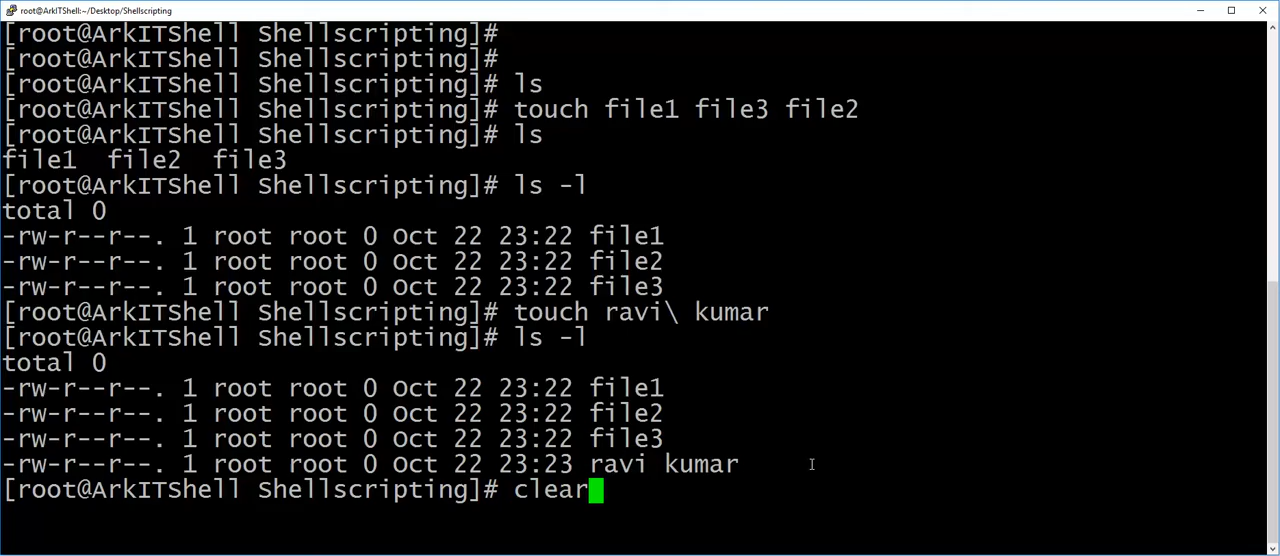 root@ArkITShell:~/Desktop/Shellscripting
[root@ArkITShell Shellscripting]#
[root@ArkITShell Shellscripting]#
[root@ArkITShell Shellscripting]# ls
[root@ArkITShell Shellscripting]# touch file1 file3 file2
[root@ArkITShell Shellscripting]# ls
file1  file2  file3
[root@ArkITShell Shellscripting]# ls -l
total 0
-rw-r--r--. 1 root root 0 Oct 22 23:22 file1
-rw-r--r--. 1 root root 0 Oct 22 23:22 file2
-rw-r--r--. 1 root root 0 Oct 22 23:22 file3
[root@ArkITShell Shellscripting]# touch ravi\ kumar
[root@ArkITShell Shellscripting]# ls -l
total 0
-rw-r--r--. 1 root root 0 Oct 22 23:22 file1
-rw-r--r--. 1 root root 0 Oct 22 23:22 file2
-rw-r--r--. 1 root root 0 Oct 22 23:22 file3
-rw-r--r--. 1 root root 0 Oct 22 23:23 ravi kumar
[root@ArkITShell Shellscripting]# clear